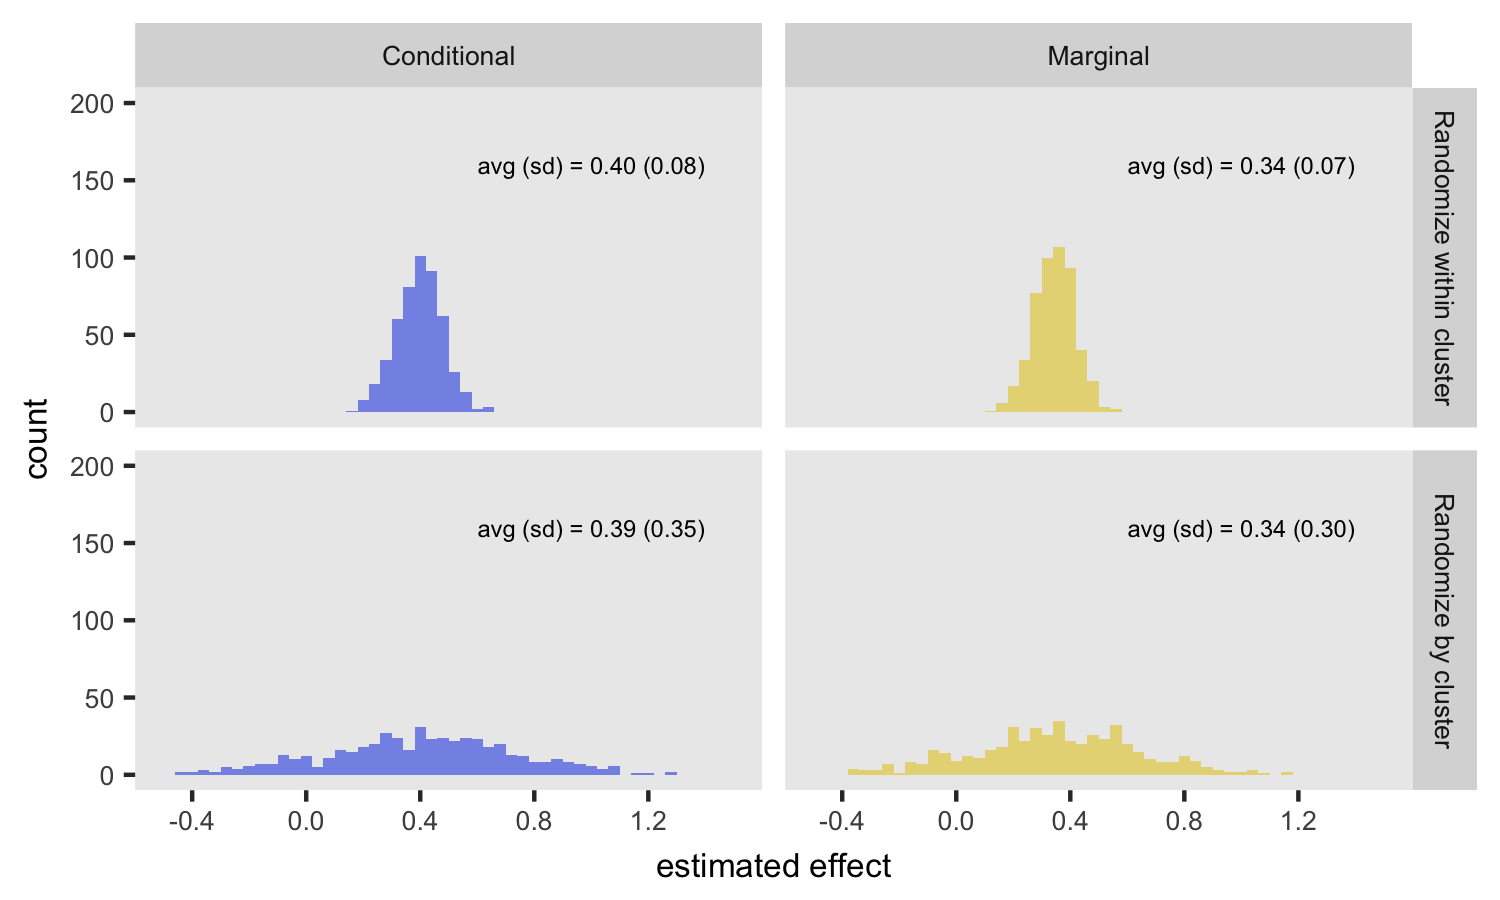 Conditional
Marginal
200
150
100
50
0
avg (sd) = 0.40 (0.08)
avg (sd) = 0.34 (0.07)
Randomize within cluster
count
200
150
100
50
0
avg (sd) = 0.39 (0.35)
avg (sd) = 0.34 (0.30)
Randomize by cluster
-0.4 0.0 0.4 0.8 1.2
-0.4 0.0 0.4 0.8 1.2
estimated effect